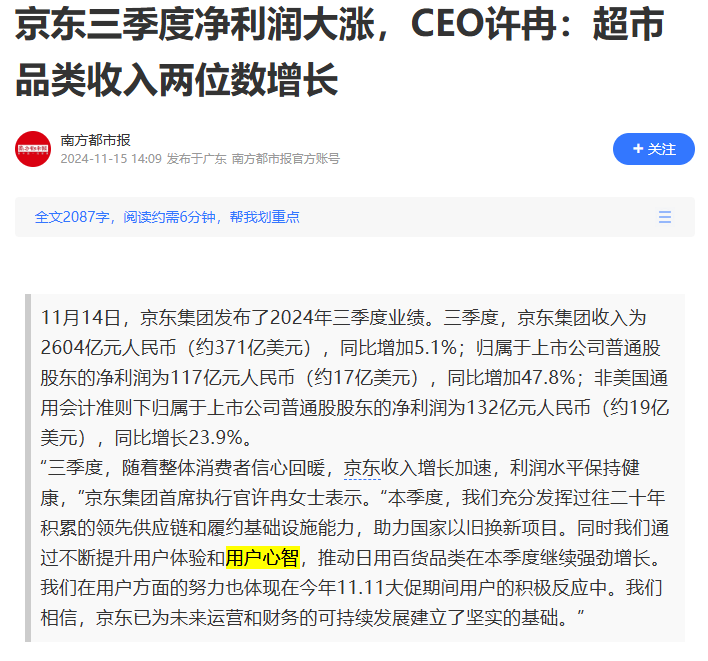 京东三季度净利润大涨，CEO许冉：超市
品类收入两位数增长
南方都市报
2024-11-15 14:09 发布于广东 南方都市报官方账号
+ 关注
全文2087字，阅读约需6分钟，帮我划重点
11月14日，京东集团发布了2024年三季度业绩。三季度，京东集团收入为
2604亿元人民币（约371亿美元），同比增加5.1%；归属于上市公司普通股
股东的净利润为117亿元人民币（约17亿美元），同比增加47.8%；非美国通
用会计准则下归属于上市公司普通股股东的净利润为132亿元人民币（约19亿
美元），同比增长23.9%。
“三季度，随着整体消费者信心回暖，京东收入增长加速，利润水平保持健
康，”京东集团首席执行官许冉女士表示。“本季度，我们充分发挥过往二十年
积累的领先供应链和履约基础设施能力，助力国家以旧换新项目。同时我们通
过不断提升用户体验和用户心智，推动日用百货品类在本季度继续强劲增长。
我们在用户方面的努力也体现在今年11.11大促期间用户的积极反应中。我们
相信，京东已为未来运营和财务的可持续发展建立了坚实的基础。”